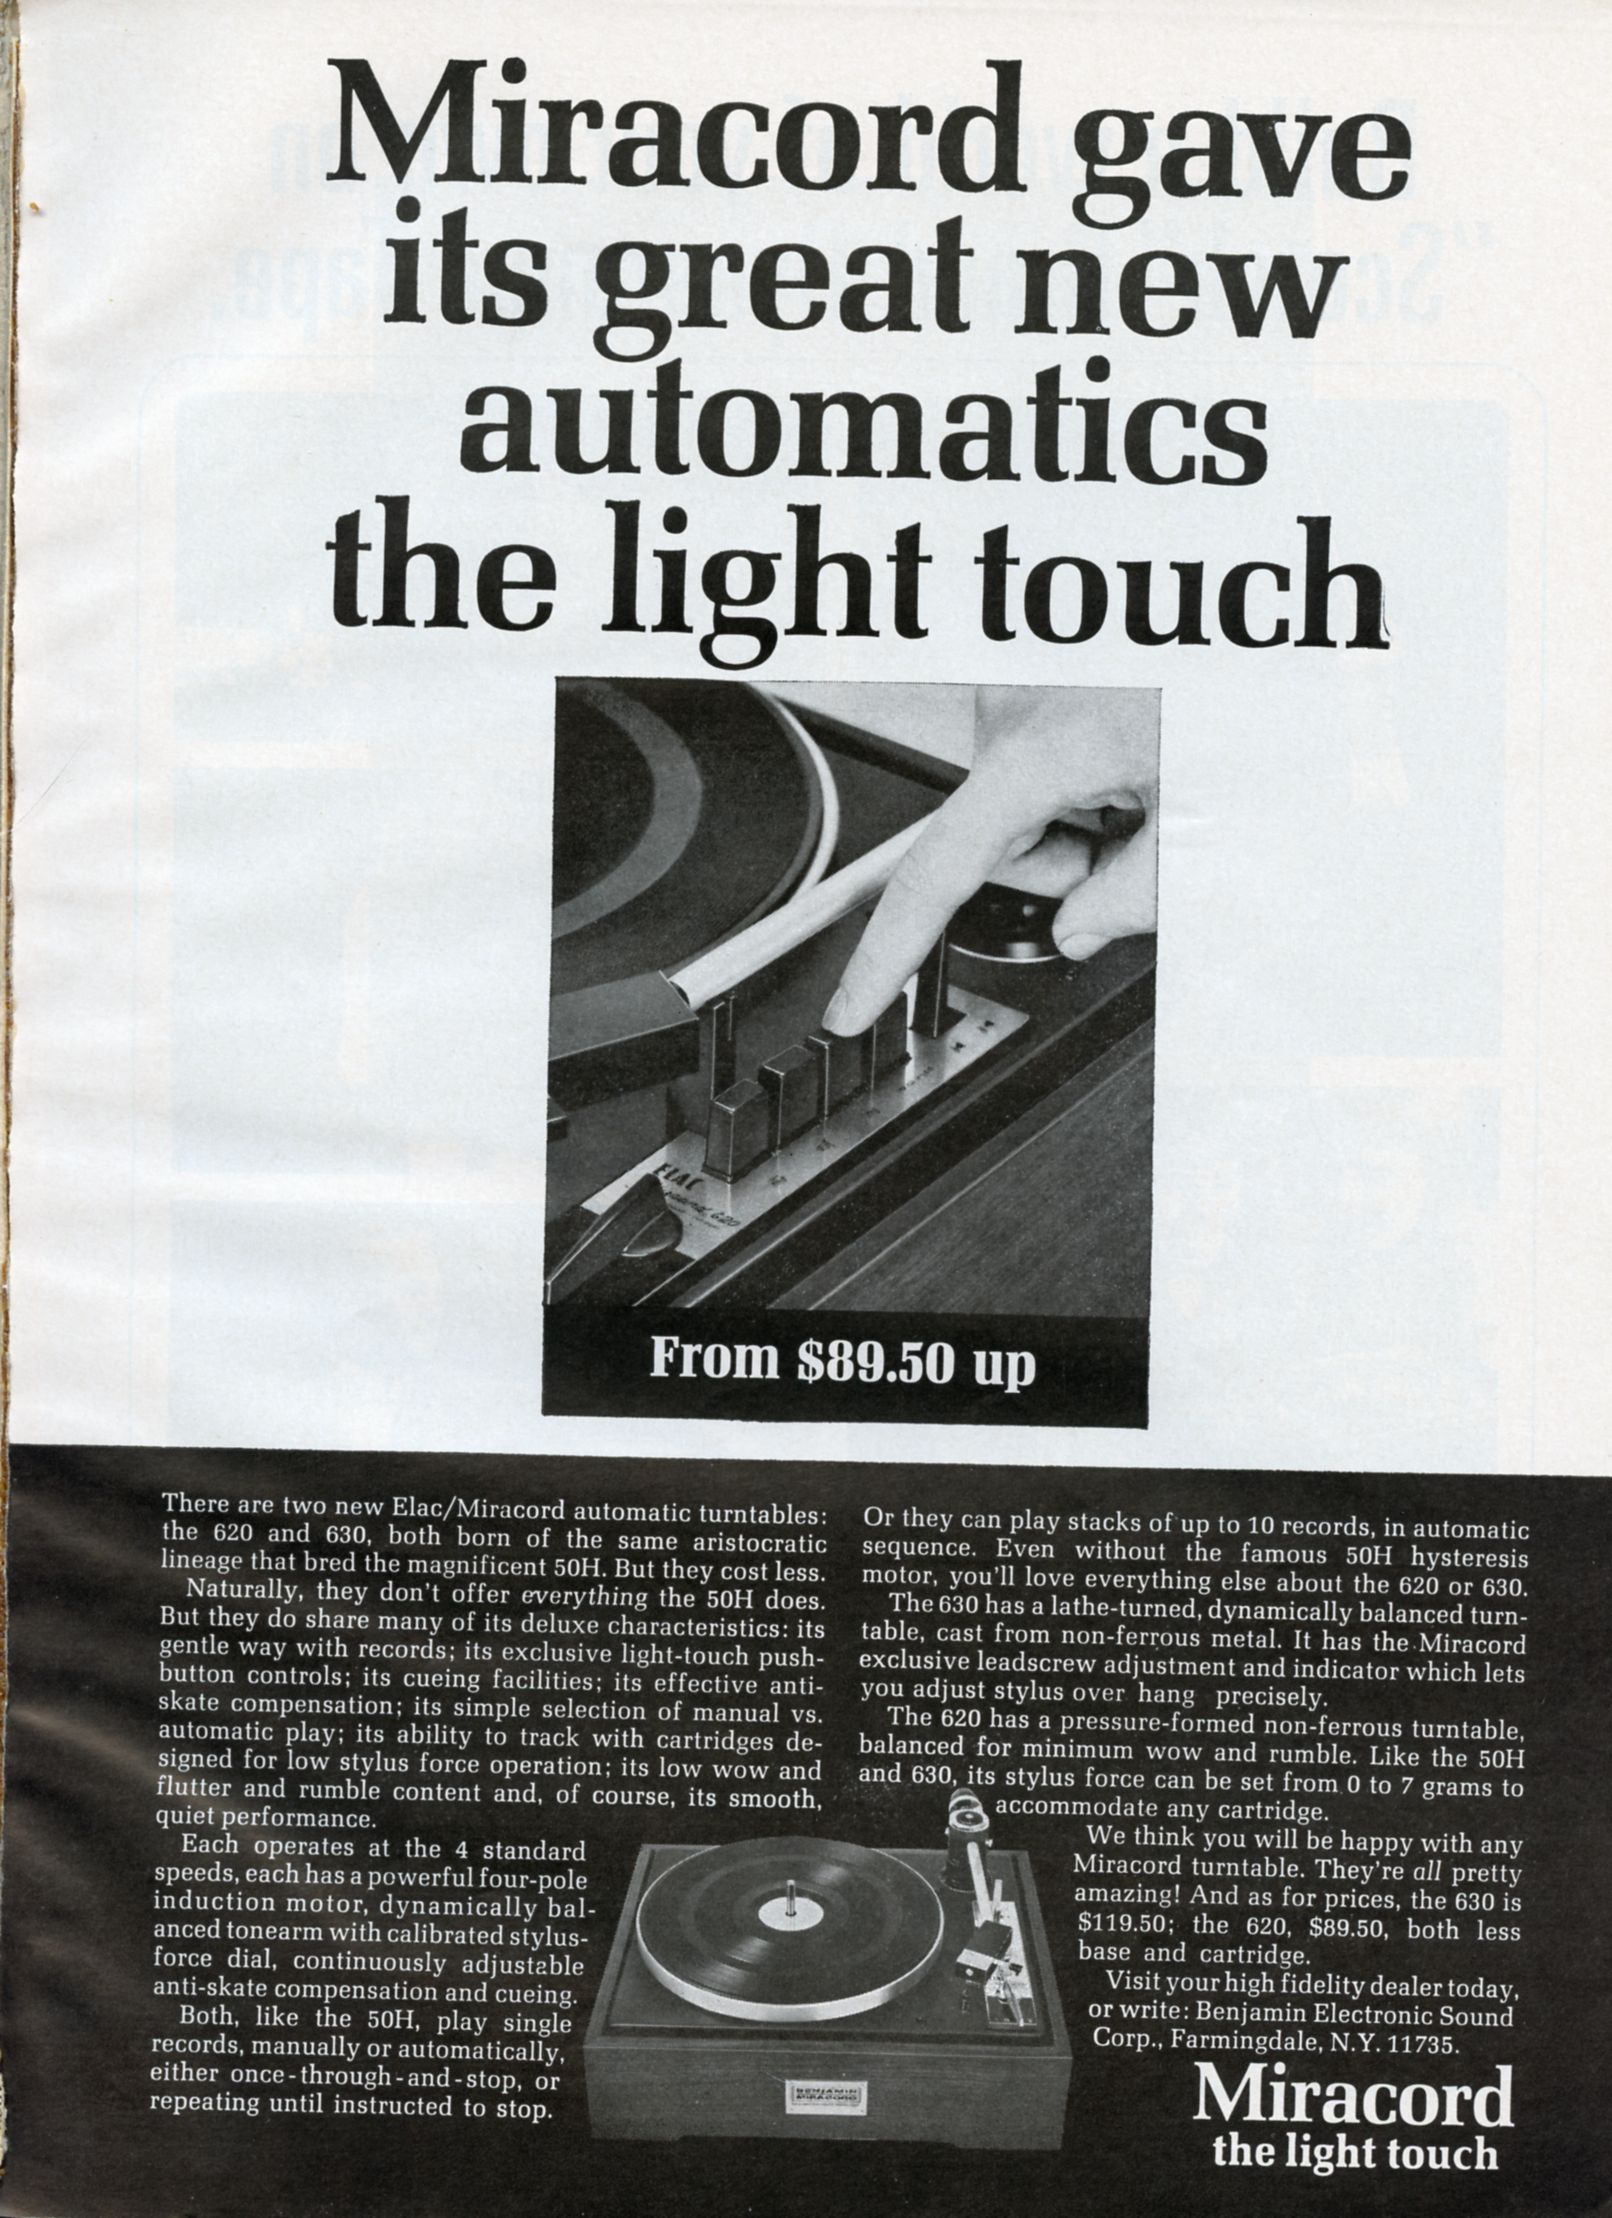 Miracord gave
its great new
automatics
the light touch
ELAC
From $89.50 up
There are two new Elac/Miracord automatic turntables:
the 620 and 630, both born of the same aristocratic
lineage that bred the magnificent 50H. But they cost less.
Naturally, they don't offer everything the 50H does.
But they do share many of its deluxe characteristics: its
gentle way with records; its exclusive light-touch push-
button controls; its cueing facilities; its effective anti-
skate compensation; its simple selection of manual vs.
automatic play; its ability to track with cartridges de-
signed for low stylus force operation; its low wow and
flutter and rumble content and, of course, its smooth,
quiet performance.
Each operates at the 4 standard
speeds, each has a powerful four-pole
induction motor, dynamically bal-
anced tonearm with calibrated stylus-
force dial, continuously adjustable
anti-skate compensation and cueing.
Both, like the 50H, play single
records, manually or automatically,
either once-through-and-stop, or
repeating until instructed to stop.
Or they can play stacks of up to 10 records, in automatic
sequence. Even without the famous 50H hysteresis
motor, you'll love everything else about the 620 or 630.
The 630 has a lathe-turned, dynamically balanced turn-
table, cast from non-ferrous metal. It has the Miracord
exclusive leadscrew adjustment and indicator which lets
you adjust stylus over hang precisely.
The 620 has a pressure-formed non-ferrous turntable,
balanced for minimum wow and rumble. Like the 50H
and 630, its stylus force can be set from 0 to 7 grams to
accommodate any cartridge.
We think you will be happy with any
Miracord turntable. They're all pretty
amazing! And as for prices, the 630 is
$119.50; the 620, $89.50, both less
base and cartridge.
Visit your high fidelity dealer today,
or write: Benjamin Electronic Sound
Corp., Farmingdale, N.Y. 11735.
BENJAMIN
MIRACORD
Miracord
the light touch